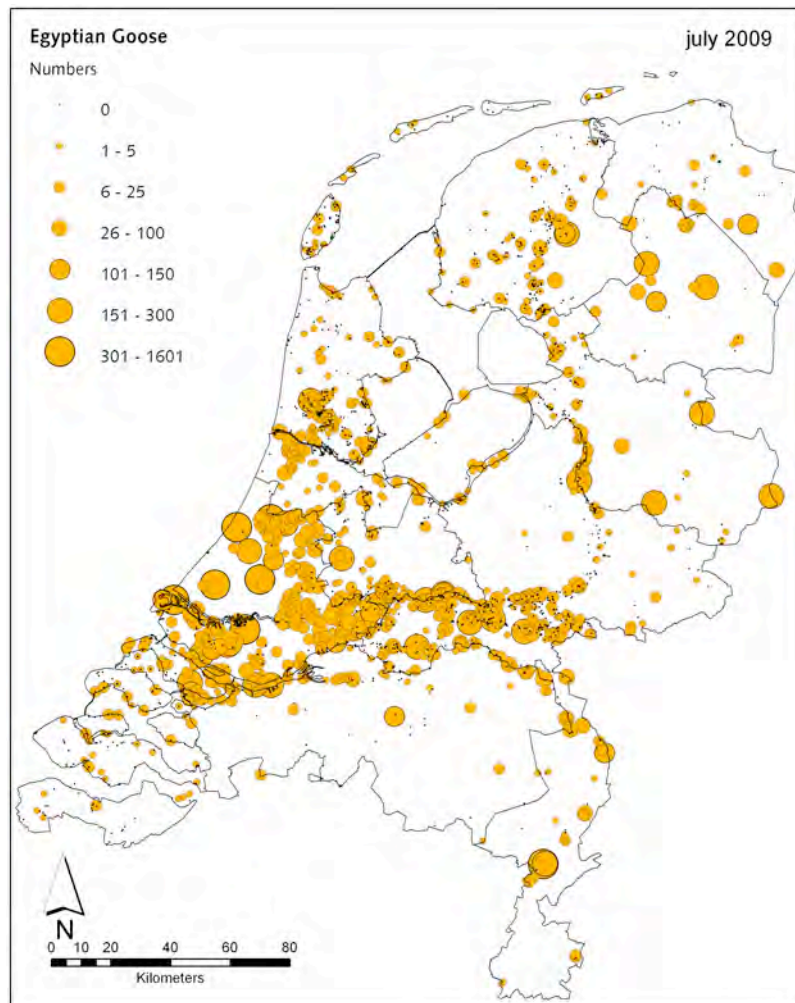 Egyptian Goose
july 2009
Numbers
0
1 - 5
6 - 25
26 - 100
101 - 150
151 - 300
301 - 1601
N
0 10 20 40 60 80
Kilometers